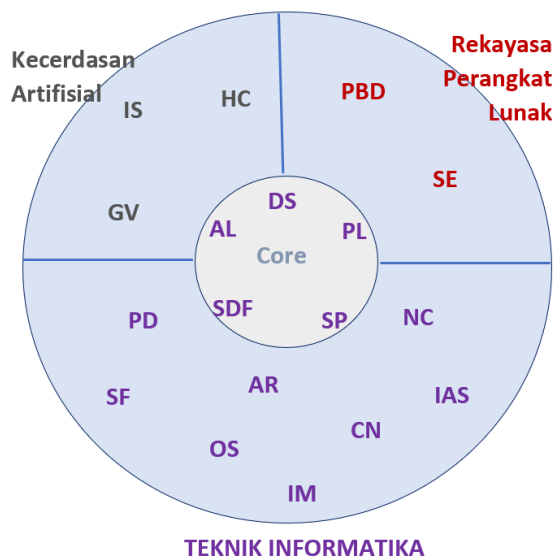 Kecerdasan
Artifisial
Rekayasa
Perangkat
Lunak
IS
HC
PBD
GV
SE
DS
AL
PL
Core
SDF
SP
PD
NC
SF
AR
IAS
OS
CN
IM
TEKNIK INFORMATIKA